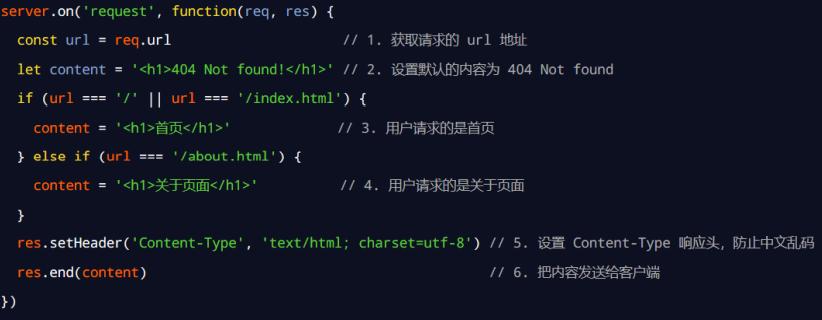 server.on('request', function(req, res) {
  const url = req.url                     // 1. 获取请求的 url 地址
  let content = '<h1>404 Not found!</h1>' // 2. 设置默认的内容为 404 Not found
  if (url === '/' || url === '/index.html') {
    content = '<h1>首页</h1>'             // 3. 用户请求的是首页
  } else if (url === '/about.html') {
    content = '<h1>关于页面</h1>'          // 4. 用户请求的是关于页面
  }
  res.setHeader('Content-Type', 'text/html; charset=utf-8') // 5. 设置 Content-Type 响应头，防止中文乱码
  res.end(content)                                          // 6. 把内容发送给客户端
})